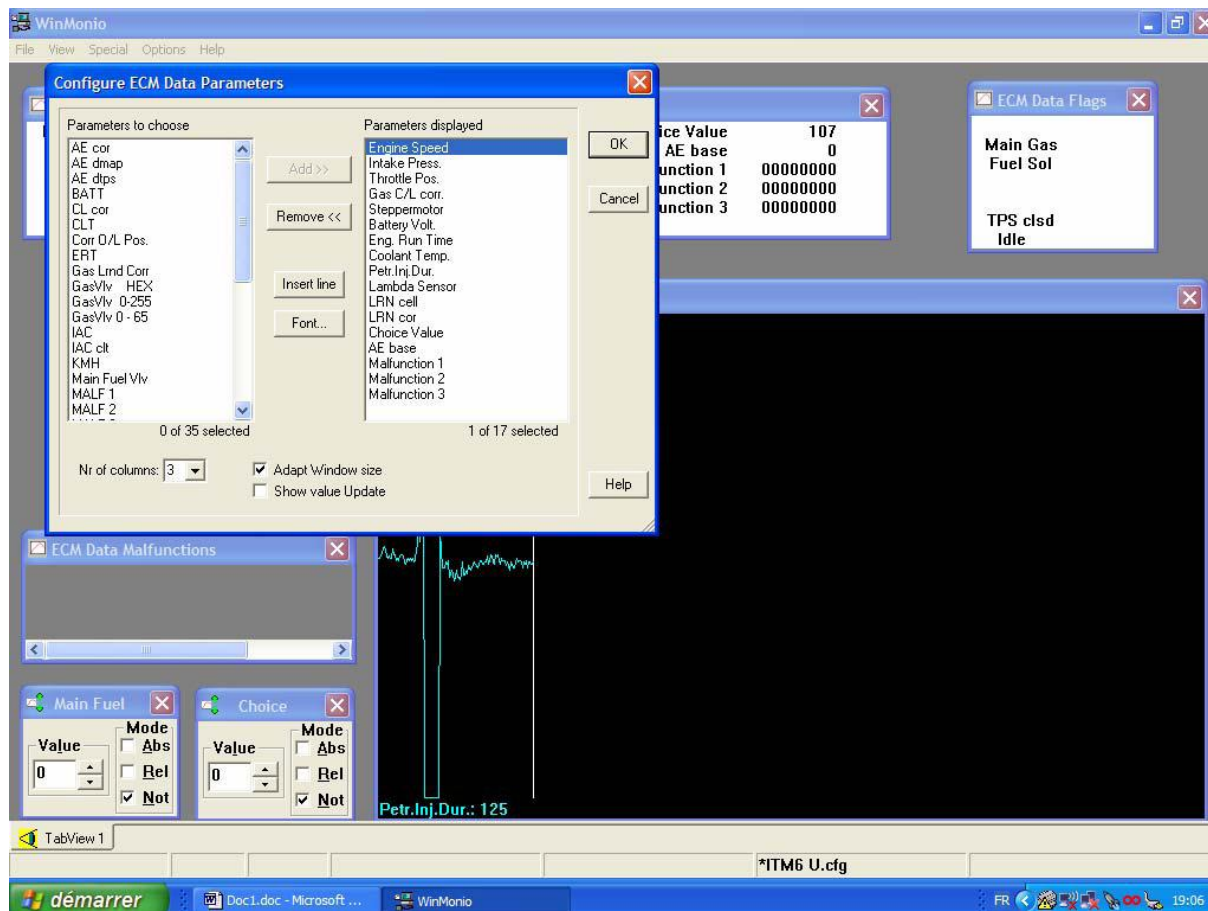 WinMonio
File View Special Options Help
Configure ECM Data Parameters
Parameters to choose
AE cor
AE dmap
AE dtps
BATT
CL cor
CLT
Corr O/L Pos.
ERT
Gas Lrnd Corr
GasVlv HEX
GasVlv 0-255
GasVlv 0 - 65
IAC
IAC clt
KMH
Main Fuel Vlv
MALF 1
MALF 2
0 of 35 selected
Add >>
Remove <<
Insert line
Font...
Parameters displayed
Engine Speed
Intake Press.
Throttle Pos.
Gas C/L corr.
Steppermotor
Battery Volt.
Eng. Run Time
Coolant Temp.
Petr.Inj.Dur.
Lambda Sensor
LRN cell
LRN cor
Choice Value
AE base
Malfunction 1
Malfunction 2
Malfunction 3
1 of 17 selected
OK
Cancel
Help
Nr of columns: 3
Adapt Window size
Show value Update
ice Value 107
AE base 0
unction 1 00000000
unction 2 00000000
unction 3 00000000
ECM Data Flags
Main Gas
Fuel Sol
TPS clsd
Idle
ECM Data Malfunctions
Main Fuel
Value
0
Mode
Abs
Rel
Not
Choice
Value
0
Mode
Abs
Rel
Not
Petr.Inj.Dur.: 125
TabView 1
*ITM6 U.cfg
démarrer
Doc1.doc - Microsoft ...
WinMonio
FR
19:06